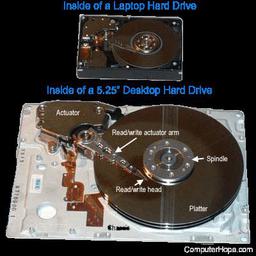 Inside of a Laptop Hard Drive
Inside of a 5.25" Desktop Hard Drive
Actuator
Read/write actuator arm
Spindle
Read/write head
Platter
Chassis
ComputerHope.com